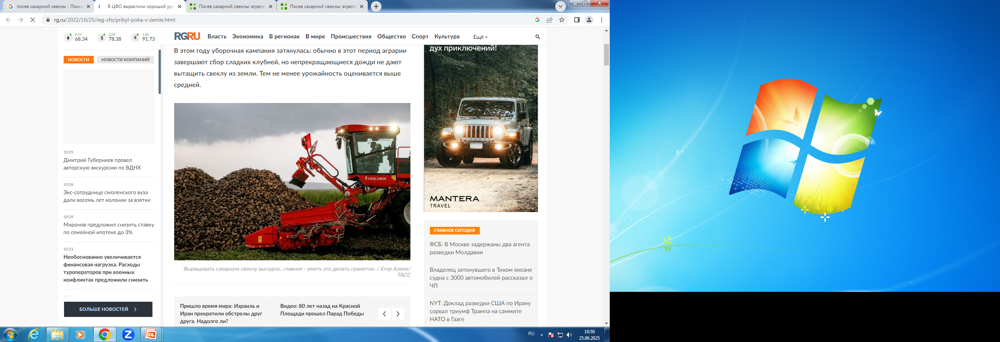 посев сахарной свеклы - Поиск
В ЦФО вырастили хороший уро
Посев сахарной свеклы: агрегат
Посев сахарной свеклы: агрегат
rg.ru/2022/10/25/reg-cfo/pribyl-poka-v-zemle.html
0.44
68.34
$
0.09
78.38
€
1.89
91.73
RGRU
Власть Экономика В регионах В мире Происшествия Общество Спорт Культура Ещё
НОВОСТИ НОВОСТИ КОМПАНИЙ
10:29
Дмитрий Губерниев провел
авторскую экскурсию по ВДНХ
10:26
Экс-сотруднице смоленского вуза
дали восемь лет колонии за взятки
10:24
Миронов предложил снизить ставку
по семейной ипотеке до 3%
10:23
Необоснованно увеличивается
финансовая нагрузка. Расходы
туроператоров при военных
конфликтах предложили снизить
10:23
БОЛЬШЕ НОВОСТЕЙ
В этом году уборочная кампания затянулась: обычно в этот период аграрии
завершают сбор сладких клубней, но непрекращающиеся дожди не дают
вытащить свеклу из земли. Тем не менее урожайность оценивается выше
средней.
HOLMER
Выращивать сахарную свеклу выгодно., главное - уметь это делать грамотно. / Егор Алеев/
ТАСС
Пришло время мира: Израиль и
Иран прекратили обстрелы друг
друга. Надолго ли?
Видео: 80 лет назад на Красной
Площади прошел Парад Победы
дух приключений!
MANTERA
TRAVEL
ГЛАВНОЕ СЕГОДНЯ
ФСБ: В Москве задержаны два агента
разведки Молдавии
Владелец затонувшего в Тихом океане
судна с 3000 автомобилей рассказал о
ЧП
NYT: Доклад разведки США по Ирану
сорвал триумф Трампа на саммите
НАТО в Гааге
RU
10:50
25.06.2025